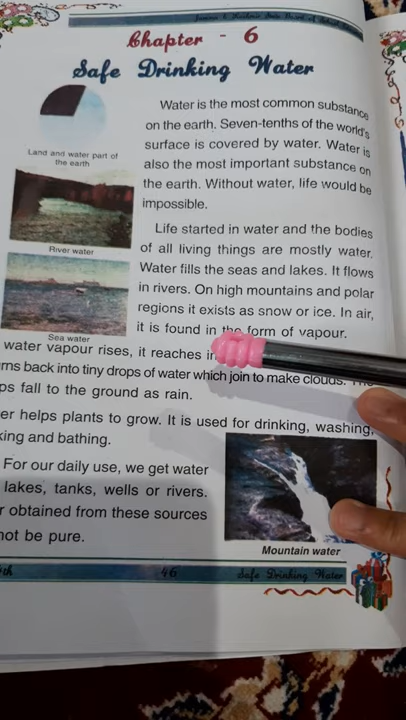 Chapter - 6
Safe Drinking Water
Water is the most common substance
on the earth. Seven-tenths of the world's
surface is covered by water. Water is
also the most important substance on
the earth. Without water, life would be
impossible.
Land and water part of
the earth
River water
Life started in water and the bodies
of all living things are mostly water.
Water fills the seas and lakes. It flows
in rivers. On high mountains and polar
regions it exists as snow or ice. In air,
it is found in the form of vapour.
Sea water
water vapour rises, it reaches
rns back into tiny drops of water which join to make clouds.
ps fall to the ground as rain.
er helps plants to grow. It is used for drinking, washing,
king and bathing.
For our daily use, we get water
lakes, tanks, wells or rivers.
r obtained from these sources
not be pure.
Mountain water
46
Safe Drinking Water